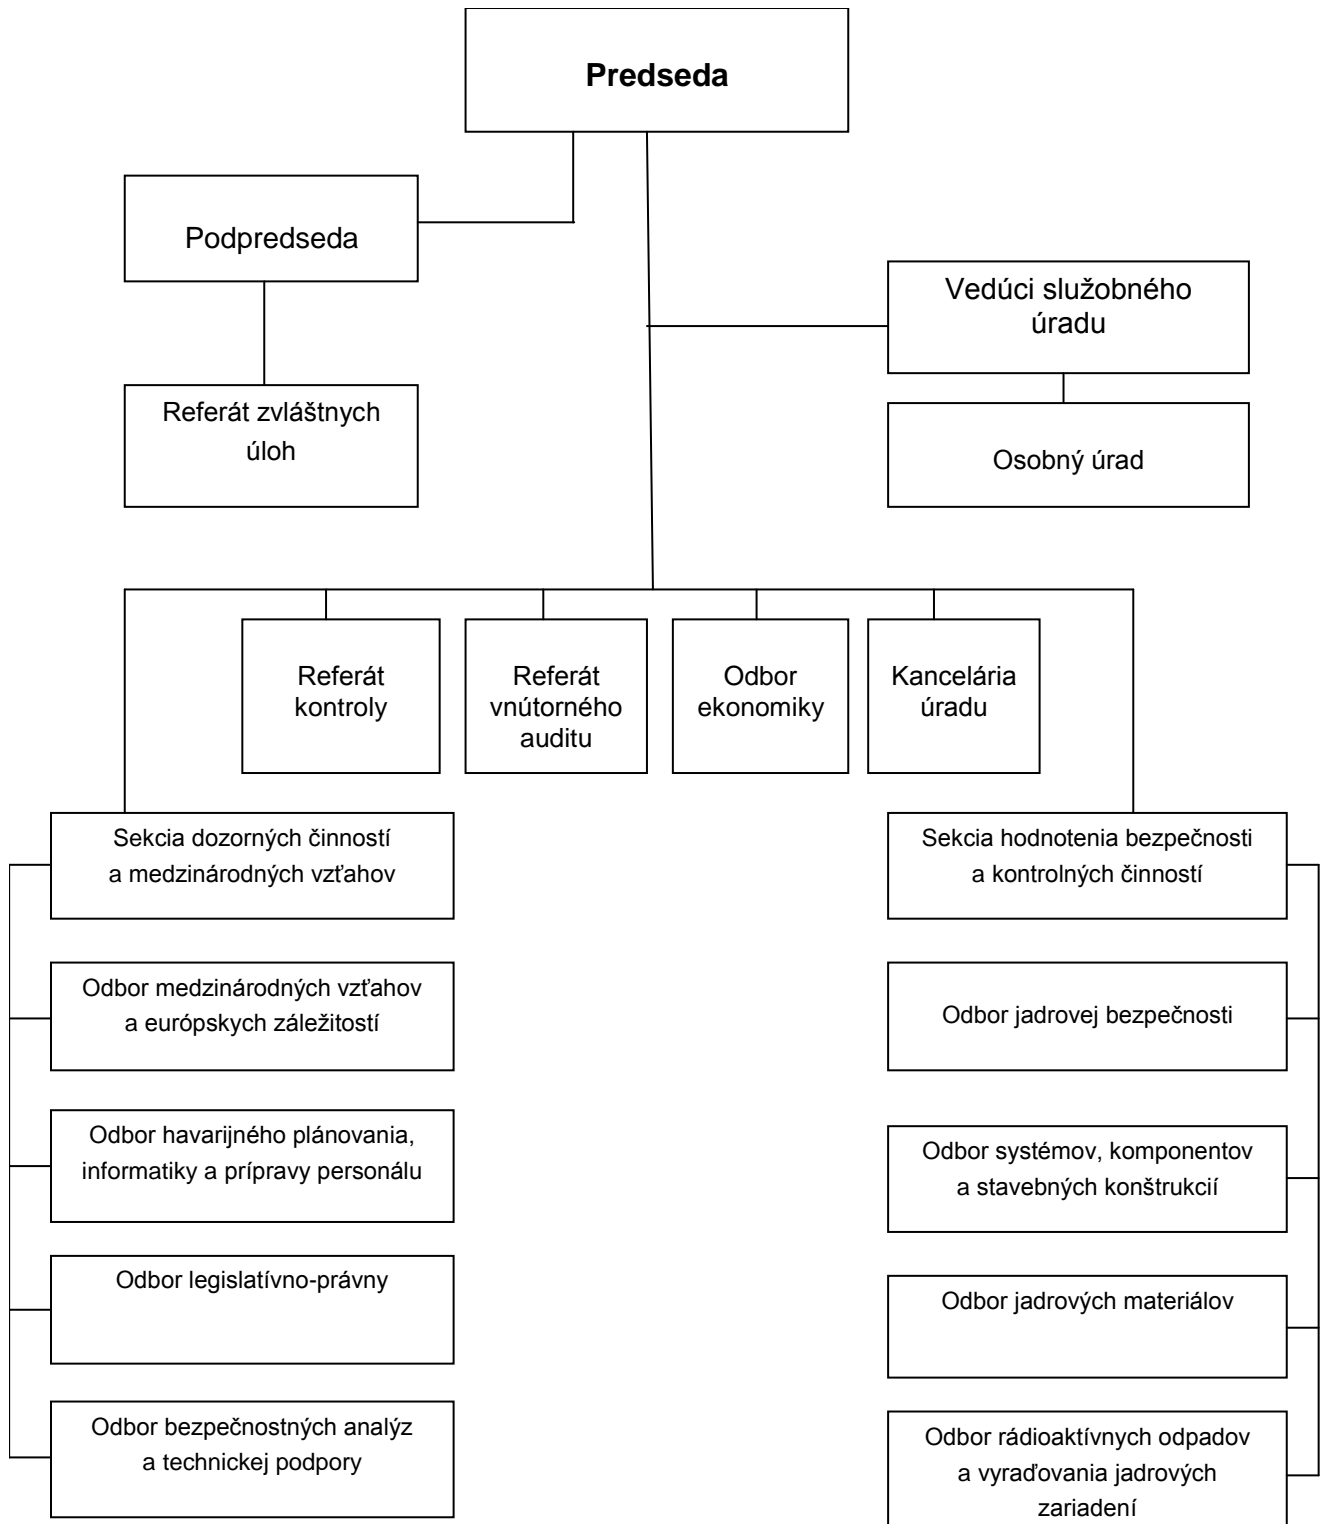 Predseda
Podpredseda
Vedúci služobného
úradu
Referát zvláštnych
úloh
Osobný úrad
Referát
kontroly
Referát
vnútorného
auditu
Odbor
ekonomiky
Kancelária
úradu
Sekcia dozorných činností
a medzinárodných vzťahov
Odbor medzinárodných vzťahov
a európskych záležitostí
Odbor havarijného plánovania,
informatiky a prípravy personálu
Odbor legislatívno-právny
Odbor bezpečnostných analýz
a technickej podpory
Sekcia hodnotenia bezpečnosti
a kontrolných činností
Odbor jadrovej bezpečnosti
Odbor systémov, komponentov
a stavebných konštrukcií
Odbor jadrových materiálov
Odbor rádioaktívnych odpadov
a vyraďovania jadrových
zariadení